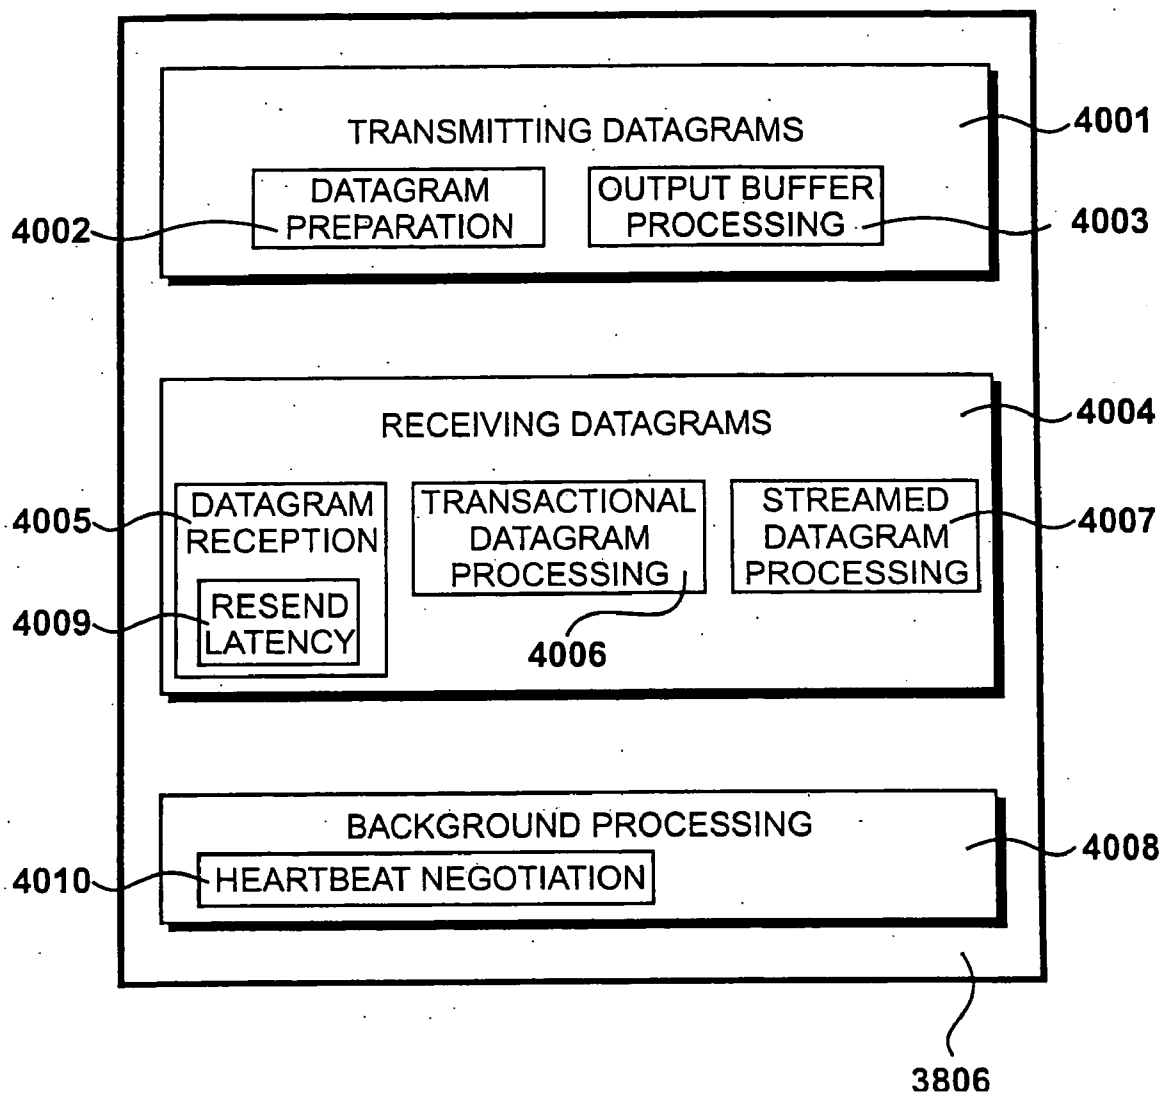 TRANSMITTING DATAGRAMS
4001
DATAGRAM
PREPARATION
4002
OUTPUT BUFFER
PROCESSING
4003
RECEIVING DATAGRAMS
4004
DATAGRAM
RECEPTION
4005
RESEND
LATENCY
4009
TRANSACTIONAL
DATAGRAM
PROCESSING
4006
STREAMED
DATAGRAM
PROCESSING
4007
BACKGROUND PROCESSING
4008
HEARTBEAT NEGOTIATION
4010
3806